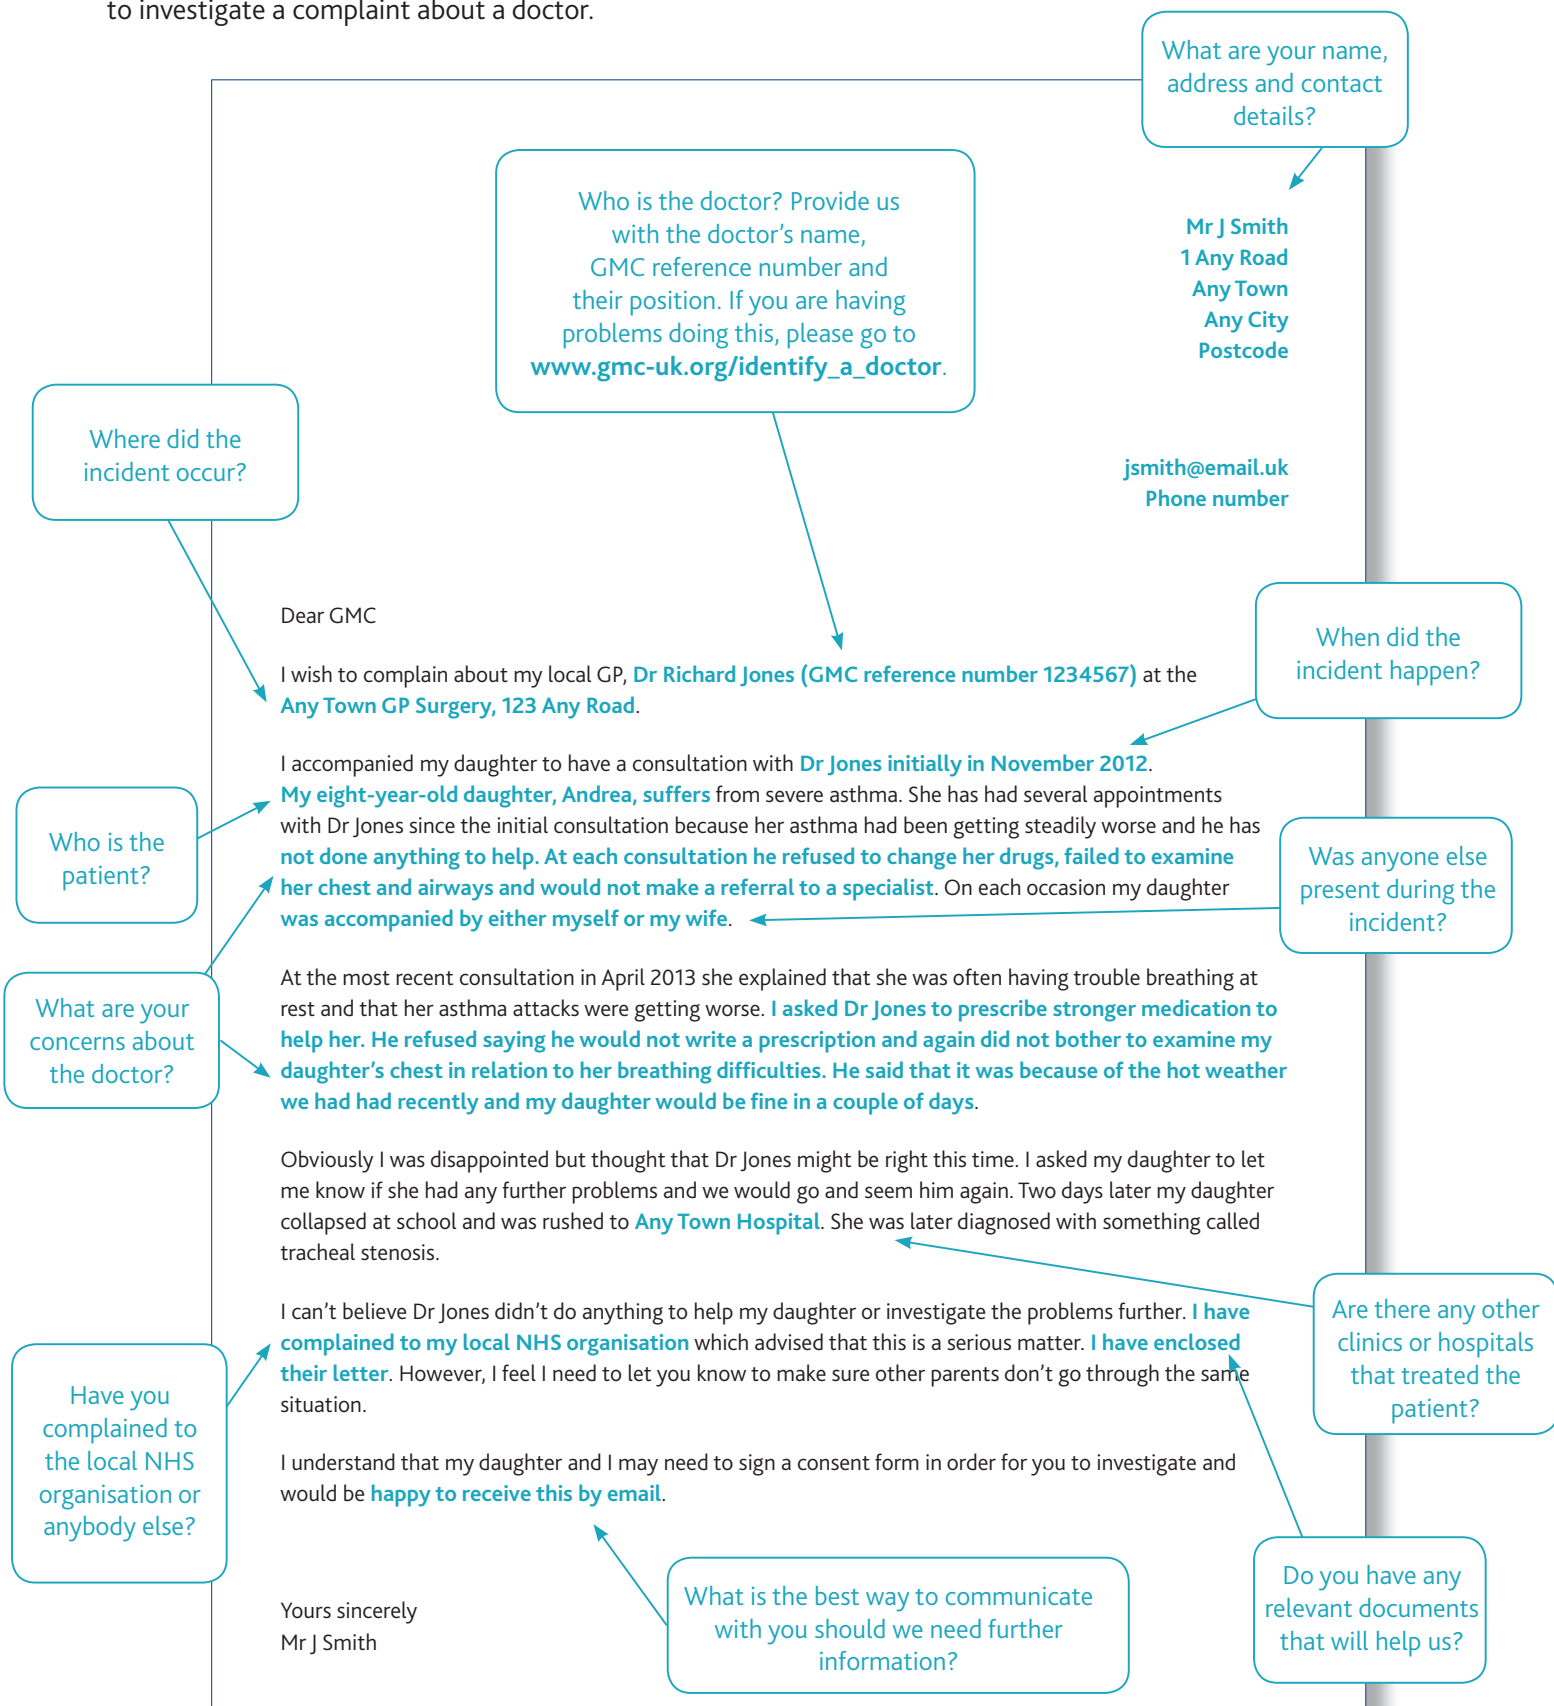 to investigate a complaint about a doctor.
What are your name,
address and contact
details?
Who is the doctor? Provide us
with the doctor's name,
GMC reference number and
their position. If you are having
problems doing this, please go to
www.gmc-uk.org/identify_a_doctor.
Mr J Smith
1 Any Road
Any Town
Any City
Postcode
Where did the
incident occur?
jsmith@email.uk
Phone number
Dear GMC
When did the
incident happen?
I wish to complain about my local GP, Dr Richard Jones (GMC reference number 1234567) at the
Any Town GP Surgery, 123 Any Road.
I accompanied my daughter to have a consultation with Dr Jones initially in November 2012.
My eight-year-old daughter, Andrea, suffers from severe asthma. She has had several appointments
with Dr Jones since the initial consultation because her asthma had been getting steadily worse and he has
not done anything to help. At each consultation he refused to change her drugs, failed to examine
her chest and airways and would not make a referral to a specialist. On each occasion my daughter
was accompanied by either myself or my wife.
Who is the
patient?
Was anyone else
present during the
incident?
At the most recent consultation in April 2013 she explained that she was often having trouble breathing at
rest and that her asthma attacks were getting worse. I asked Dr Jones to prescribe stronger medication to
help her. He refused saying he would not write a prescription and again did not bother to examine my
daughter's chest in relation to her breathing difficulties. He said that it was because of the hot weather
we had had recently and my daughter would be fine in a couple of days.
What are your
concerns about
the doctor?
Obviously I was disappointed but thought that Dr Jones might be right this time. I asked my daughter to let
me know if she had any further problems and we would go and seem him again. Two days later my daughter
collapsed at school and was rushed to Any Town Hospital. She was later diagnosed with something called
tracheal stenosis.
I can't believe Dr Jones didn't do anything to help my daughter or investigate the problems further. I have
complained to my local NHS organisation which advised that this is a serious matter. I have enclosed
their letter. However, I feel I need to let you know to make sure other parents don't go through the same
situation.
Are there any other
clinics or hospitals
that treated the
patient?
Have you
complained to
the local NHS
organisation or
anybody else?
I understand that my daughter and I may need to sign a consent form in order for you to investigate and
would be happy to receive this by email.
What is the best way to communicate
with you should we need further
information?
Do you have any
relevant documents
that will help us?
Yours sincerely
Mr J Smith